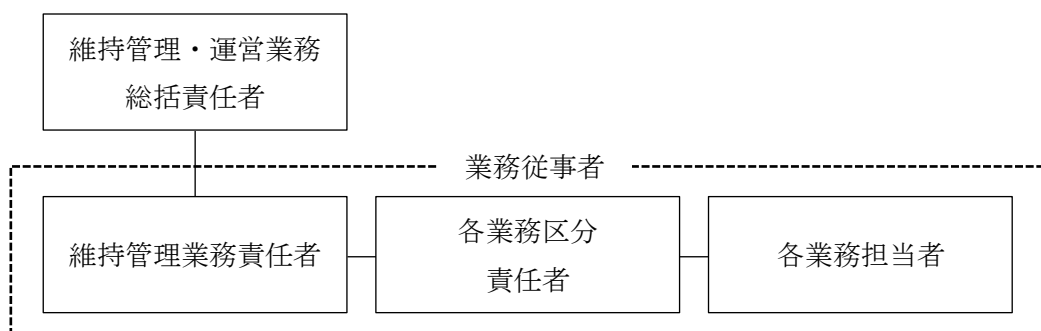 維持管理・運営業務
総括責任者
業務従事者
維持管理業務責任者
各業務区分
責任者
各業務担当者